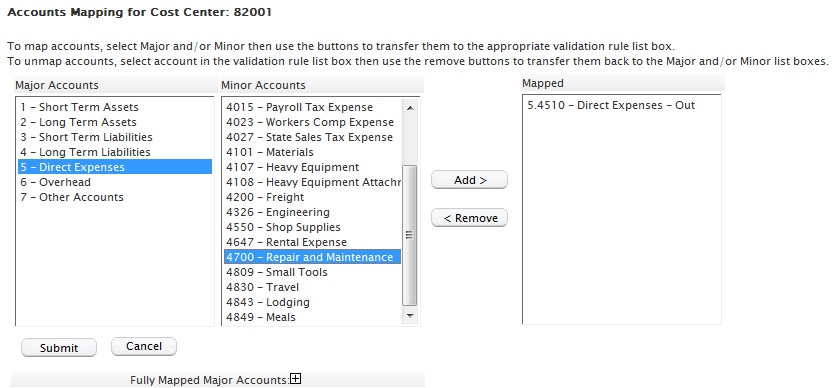 Accounts Mapping for Cost Center: 82001
To map accounts, select Major and/or Minor then use the buttons to transfer them to the appropriate validation rule list box.
To unmap accounts, select account in the validation rule list box then use the remove buttons to transfer them back to the Major and/or Minor list boxes.
Major Accounts
1 - Short Term Assets
2 - Long Term Assets
3 - Short Term Liabilities
4 - Long Term Liabilities
5 - Direct Expenses
6 - Overhead
7 - Other Accounts
Minor Accounts
4015 - Payroll Tax Expense
4023 - Workers Comp Expense
4027 - State Sales Tax Expense
4101 - Materials
4107 - Heavy Equipment
4108 - Heavy Equipment Attachr
4200 - Freight
4326 - Engineering
4550 - Shop Supplies
4647 - Rental Expense
4700 - Repair and Maintenance
4809 - Small Tools
4830 - Travel
4843 - Lodging
4849 - Meals
Add >
< Remove
Mapped
5.4510 - Direct Expenses - Out
Submit
Cancel
Fully Mapped Major Accounts: